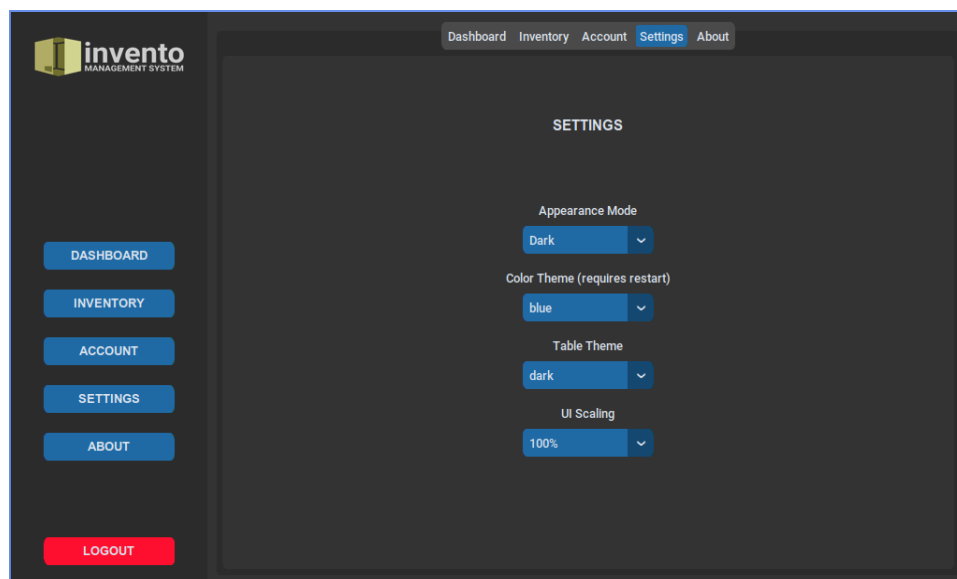 invento
MANAGEMENT SYSTEM
DASHBOARD
INVENTORY
ACCOUNT
SETTINGS
ABOUT
LOGOUT
Dashboard Inventory Account Settings About
SETTINGS
Appearance Mode
Dark
Color Theme (requires restart)
blue
Table Theme
dark
UI Scaling
100%